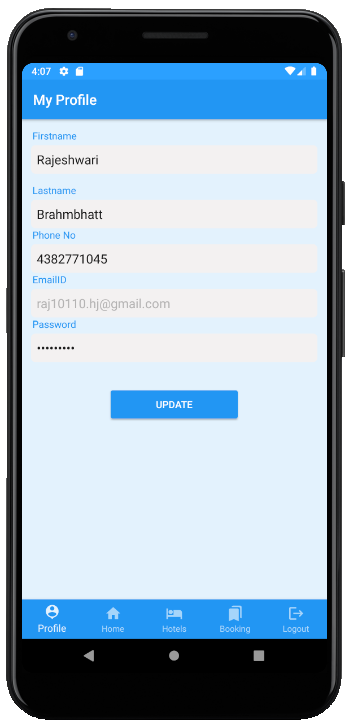 4:07
My Profile
Firstname
Rajeshwari
Lastname
Brahmbhatt
Phone No
4382771045
EmailID
raj10110.hj@gmail.com
Password
•••••••••
UPDATE
Profile Home Hotels Booking Logout